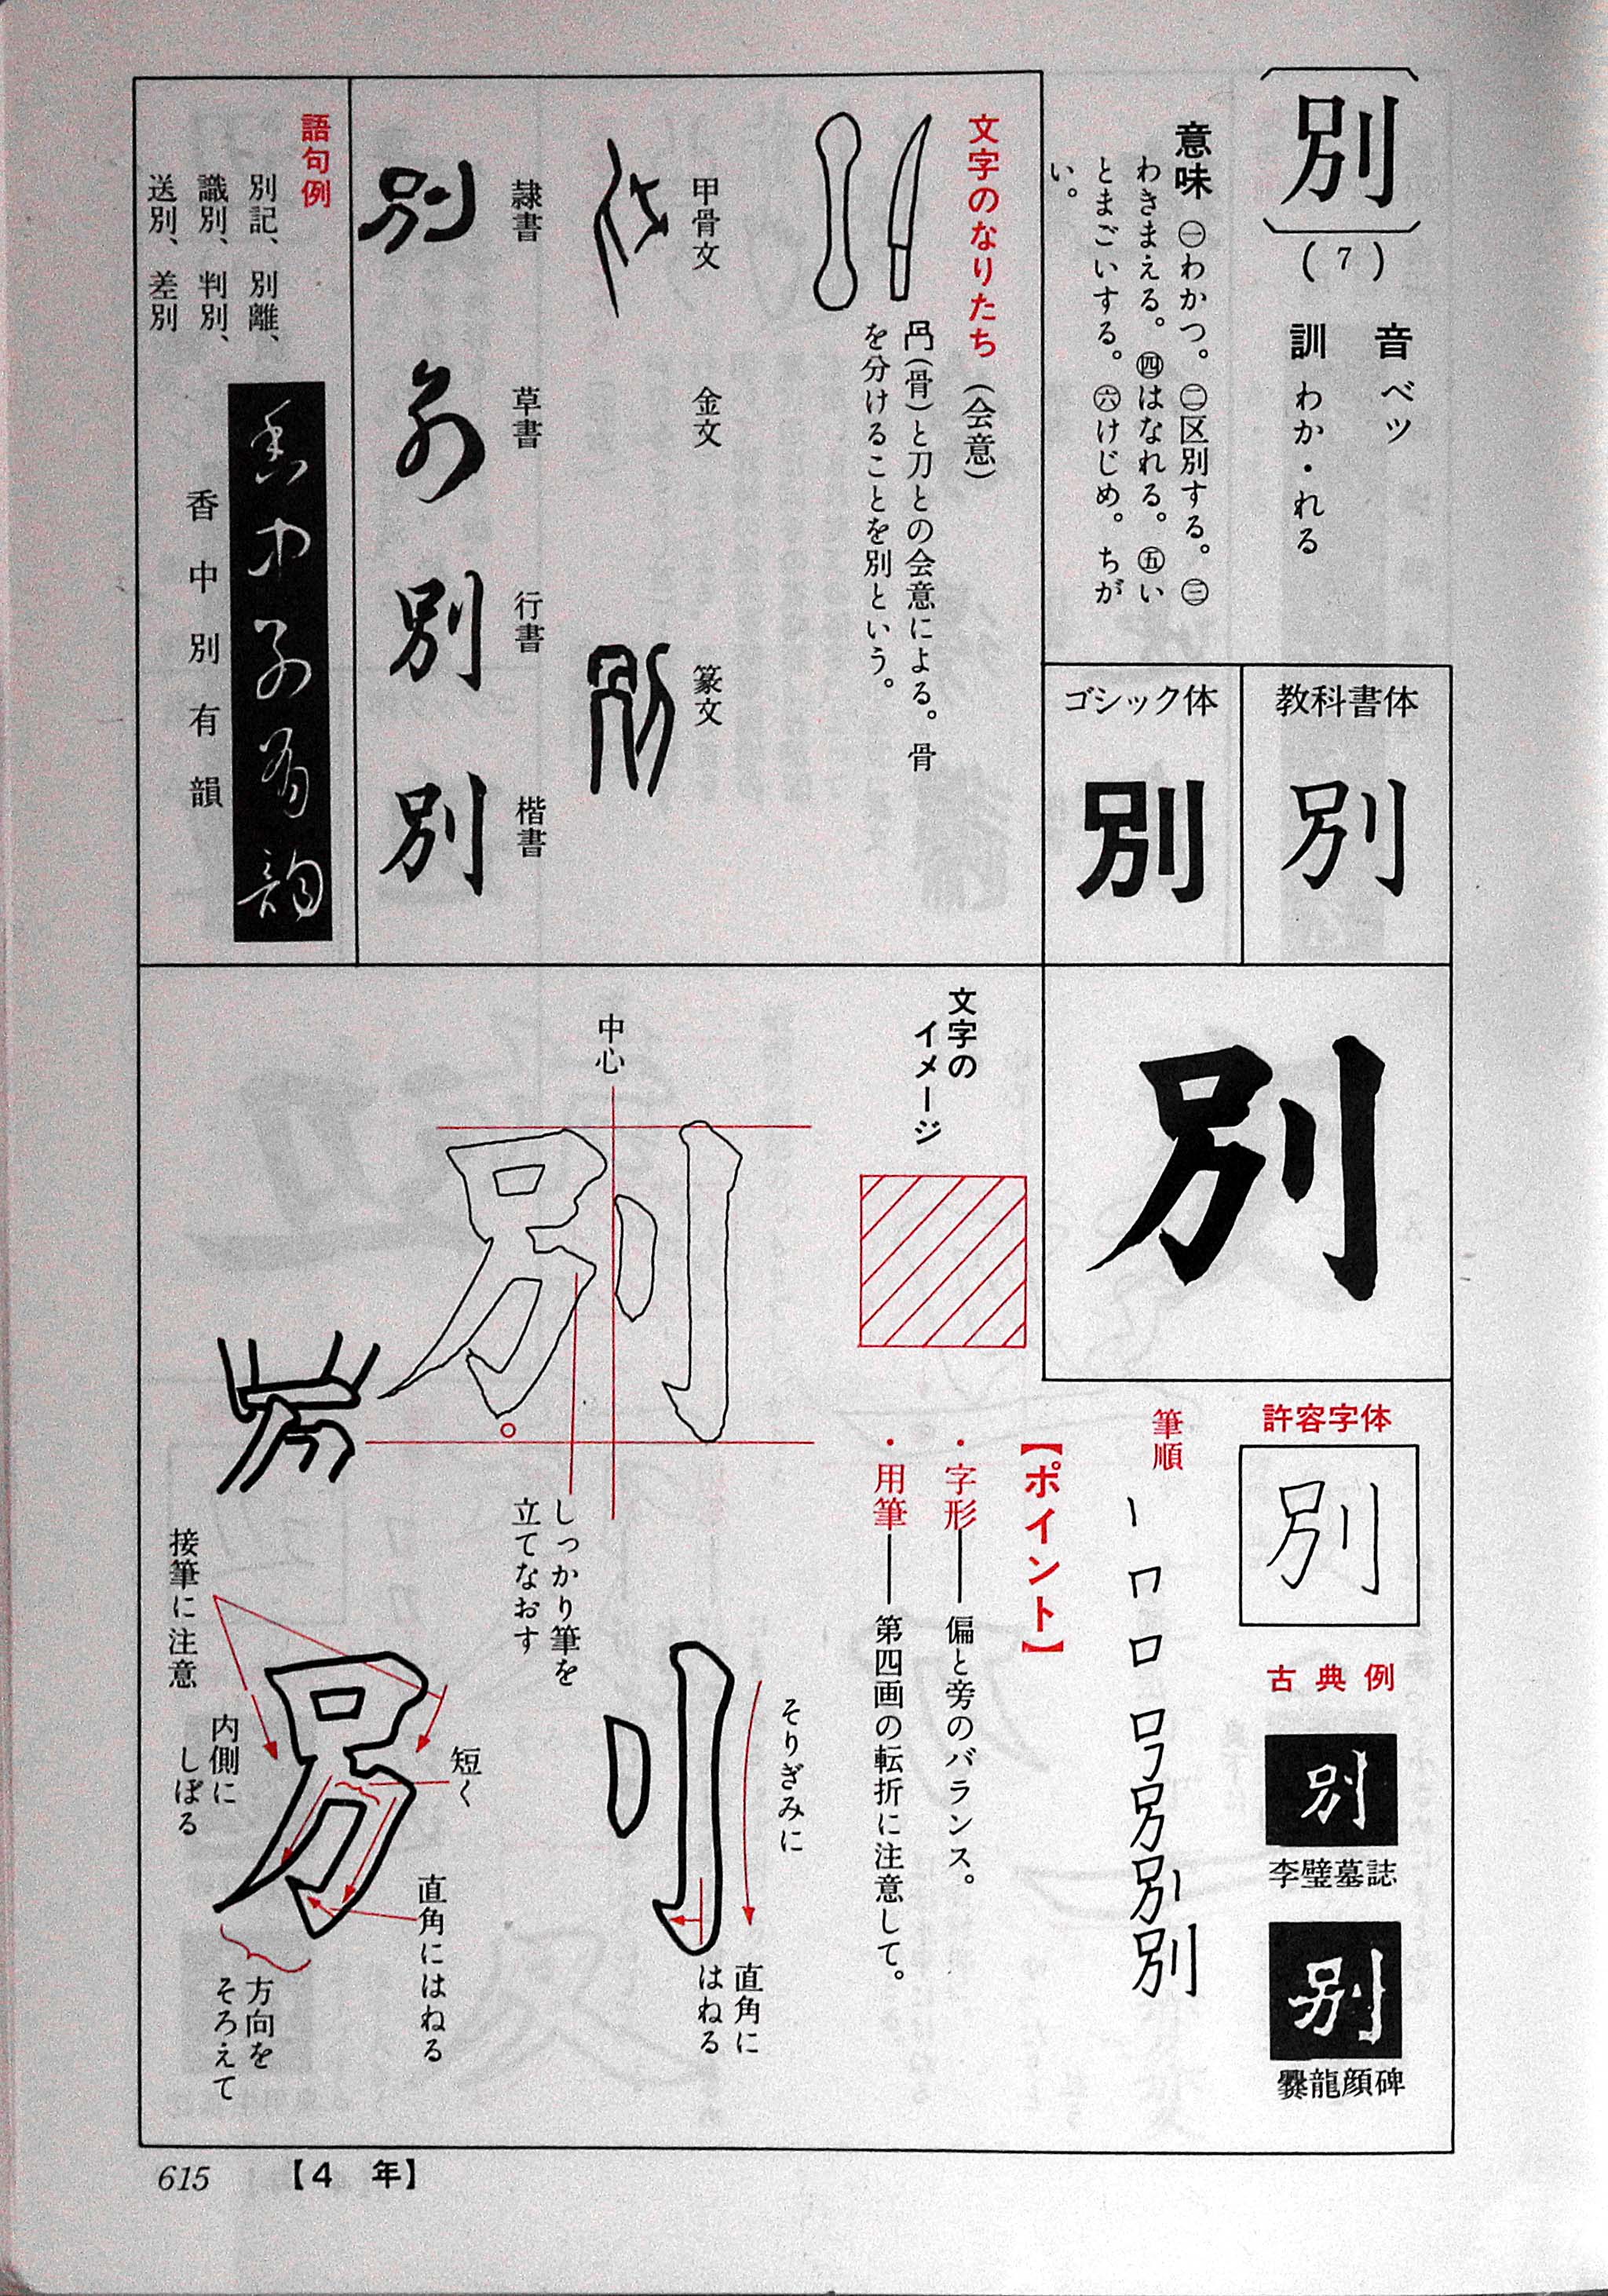 別
(7)
音 ベツ
訓 わか・れる
意味 ㊀わかつ。㊁区別する。㊂
わきまえる。㊃はなれる。㊄い
とまごいする。㊅けじめ。ちが
い。
教科書体
別
ゴシック体
別
文字のなりたち(会意)
冎(骨)と刀との会意による。骨
を分けることを別という。
甲骨文
金文
篆文
隷書
別
草書
別
行書
別
楷書
別
語句例
別記、別離、
識別、判別、
送別、差別
香中別有韻
香中別有韻
別
許容字体
別
古典例
別
李璧墓誌
別
爨龍顔碑
筆順
別
【ポイント】
・字形――偏と旁のバランス。
・用筆――第四画の転折に注意して。
文字の
イメージ
中心
別
しっかり筆を
立てなおす
そりぎみに
直角に
はねる
接筆に注意
内側に
しぼる
短く
直角にはねる
方向を
そろえて
615 【4 年】